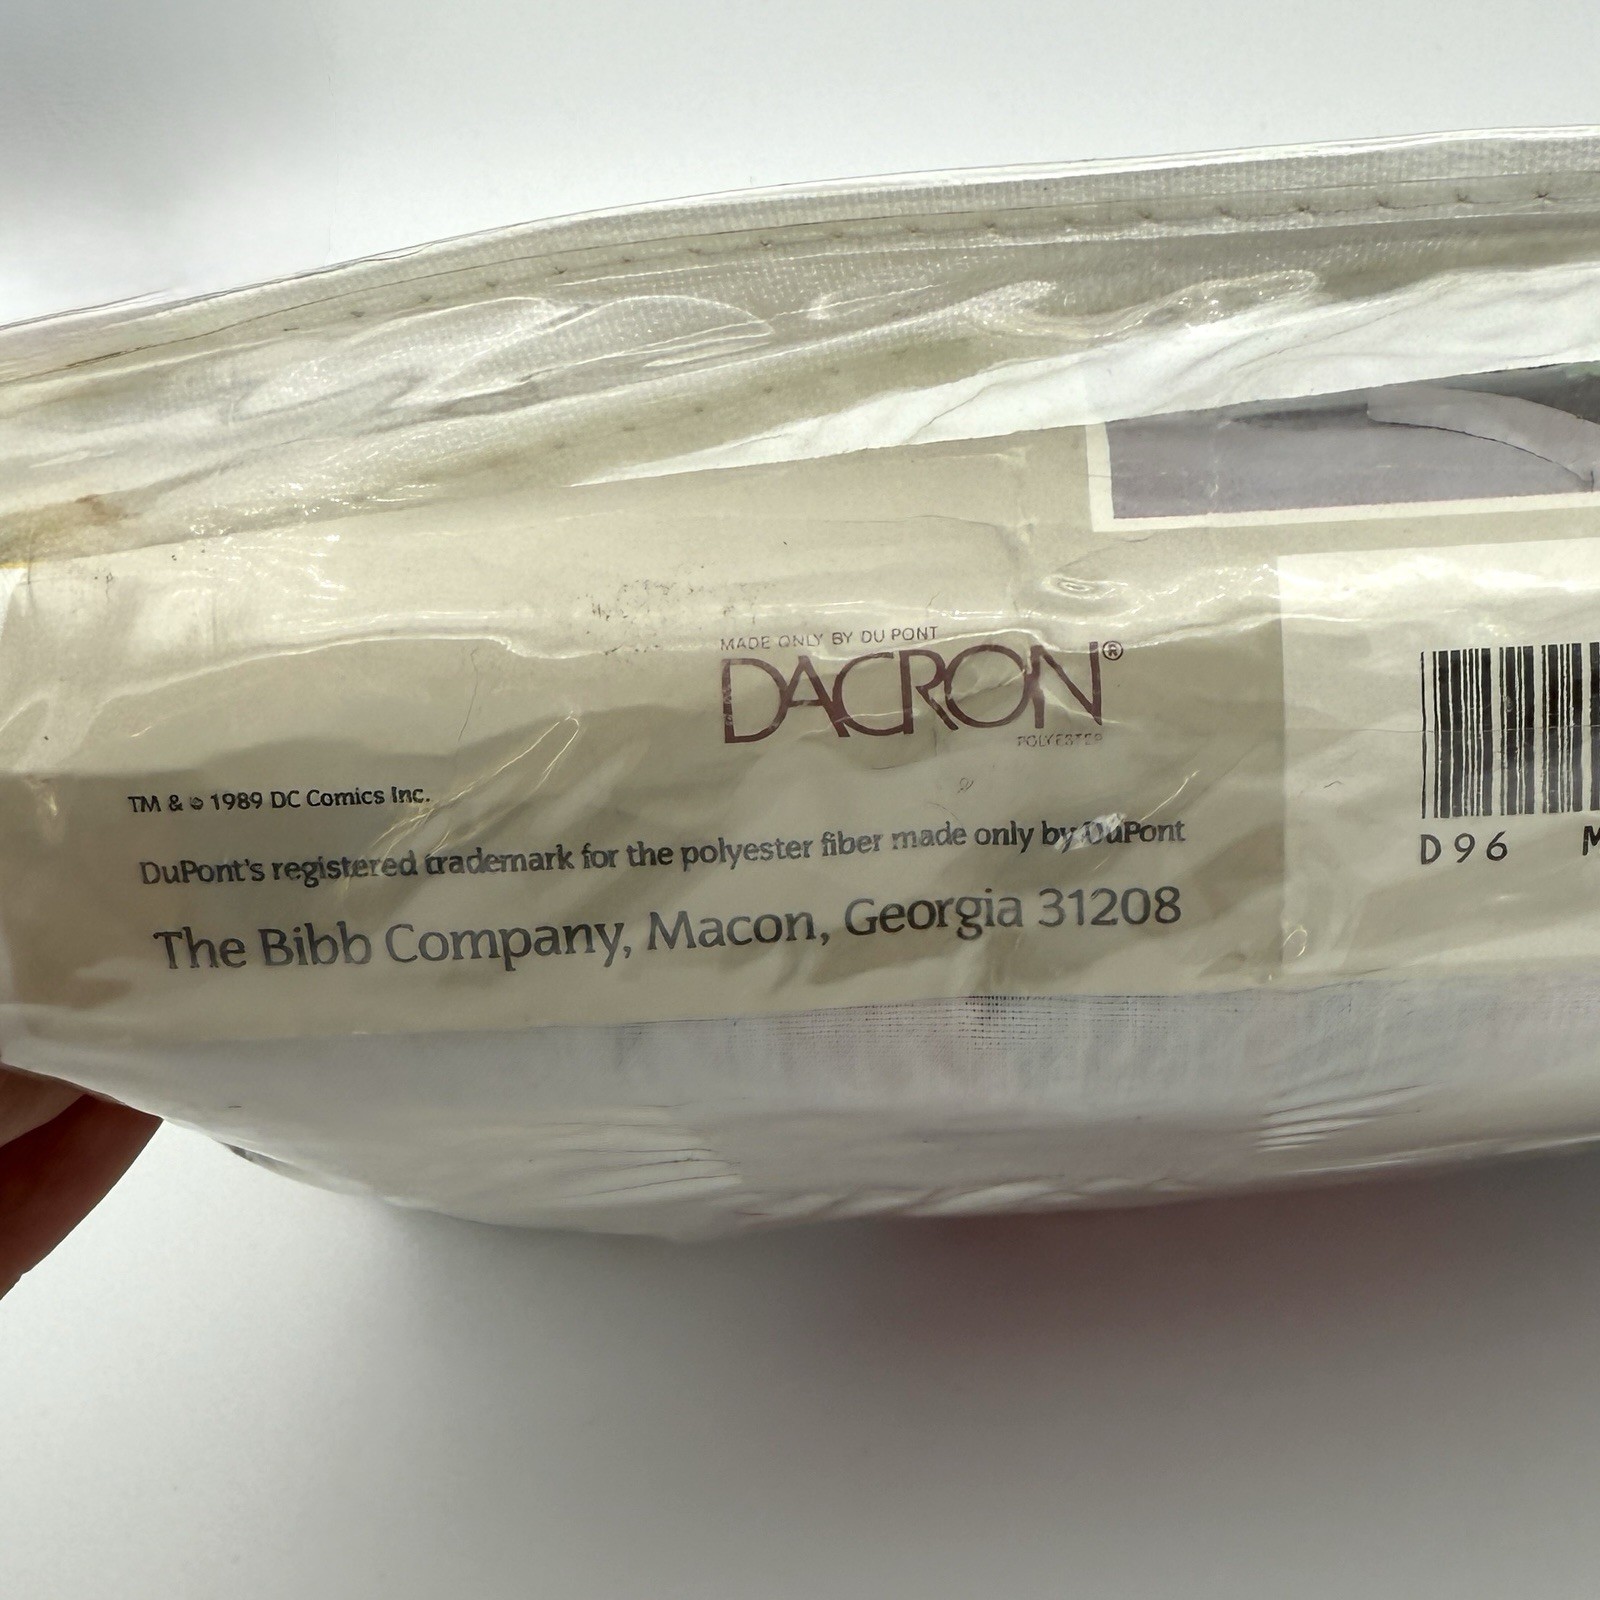 MADE ONLY BY DU PONT
DACRON®
POLYESTER
TM & © 1989 DC Comics Inc.
DuPont's registered trademark for the polyester fiber made only by DuPont
The Bibb Company, Macon, Georgia 31208
D96 M